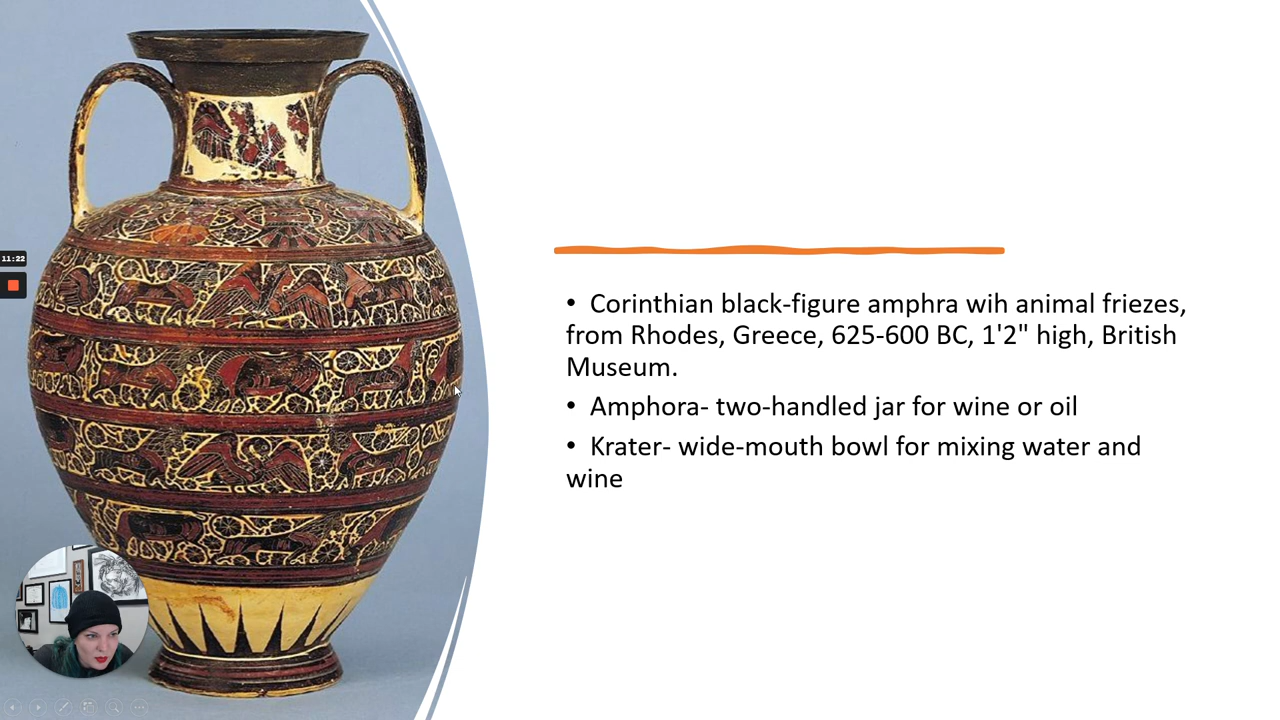 11:22
• Corinthian black-figure amphra wih animal friezes,
from Rhodes, Greece, 625-600 BC, 1'2" high, British
Museum.
• Amphora- two-handled jar for wine or oil
• Krater- wide-mouth bowl for mixing water and
wine